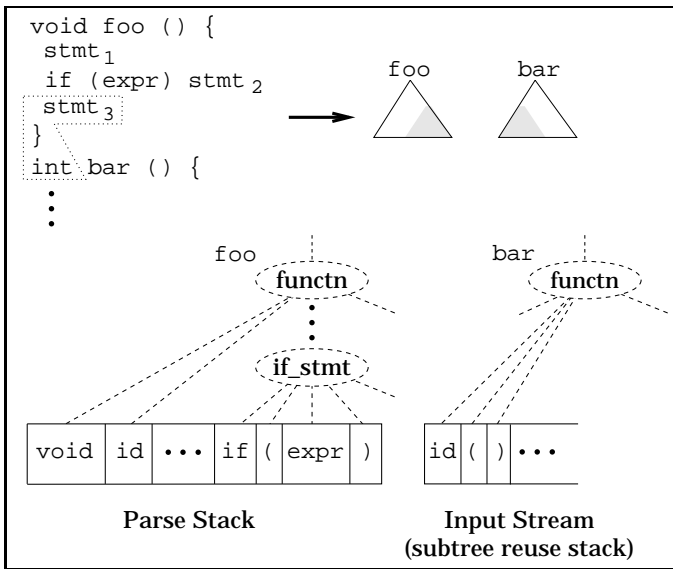 void foo () {
stmt1
if (expr) stmt2
stmt3
}
int bar () {
foo bar
foo
functn
bar
functn
if_stmt
void id ••• if ( expr )
id ( ) •••
Parse Stack
Input Stream
(subtree reuse stack)